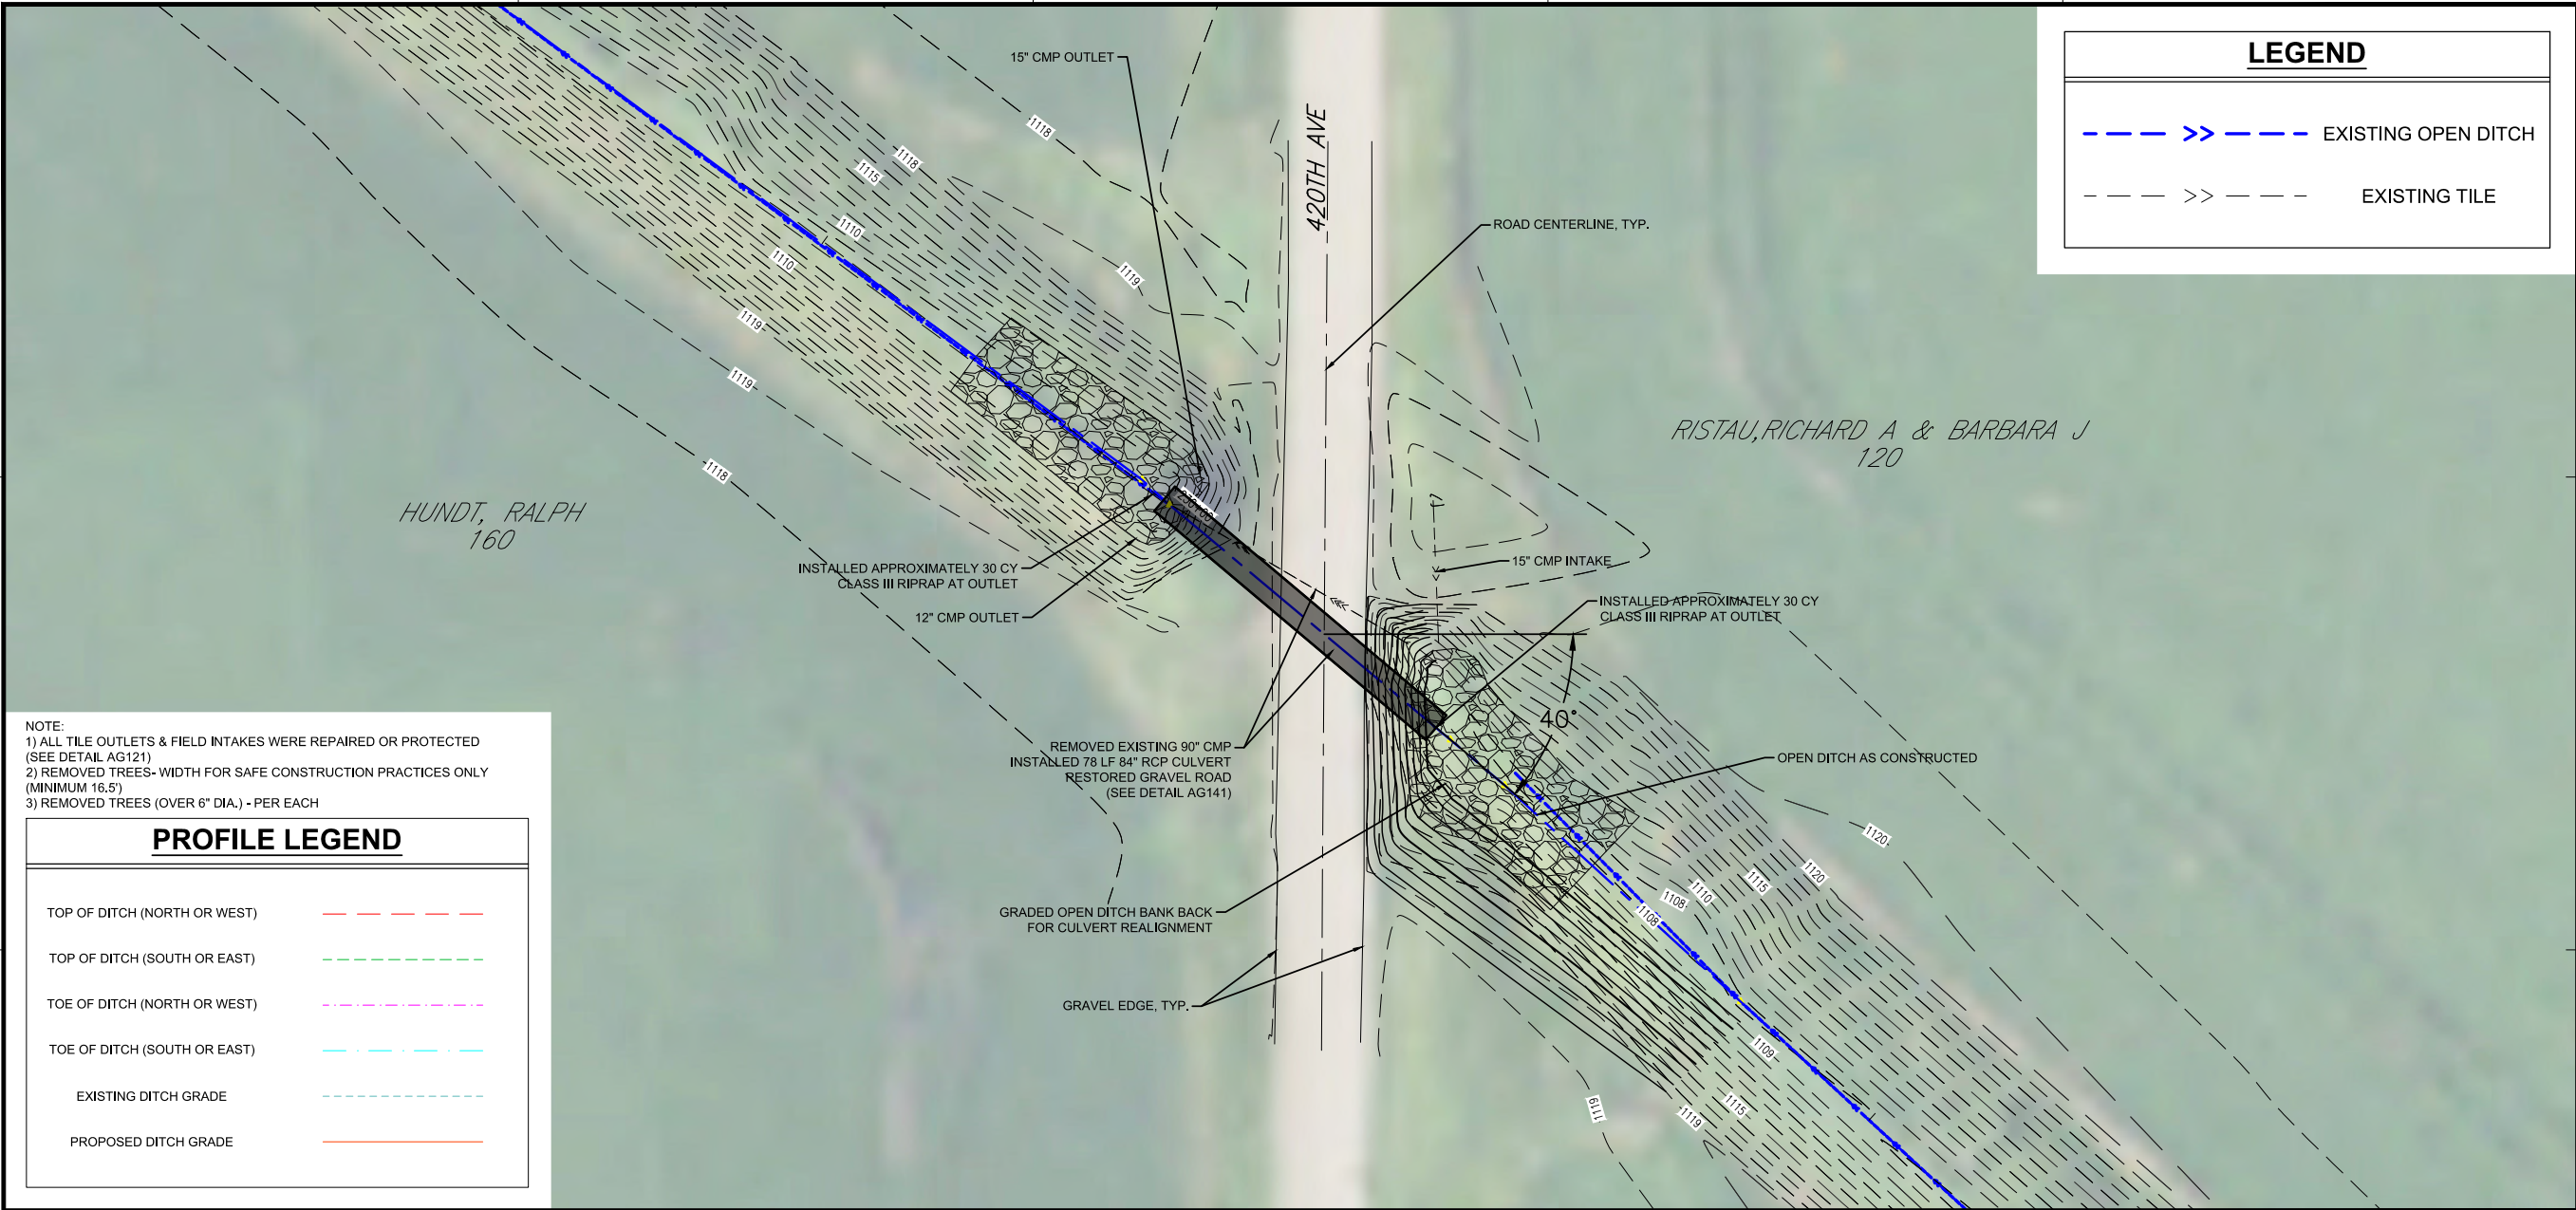 15" CMP OUTLET
420TH AVE
ROAD CENTERLINE, TYP.
LEGEND
>> EXISTING OPEN DITCH
>> EXISTING TILE
1118
1118
1115
1110
1110
1119
1119
1119
1118
HUNDT, RALPH
160
RISTAU, RICHARD A & BARBARA J
120
INSTALLED APPROXIMATELY 30 CY
CLASS III RIPRAP AT OUTLET
12" CMP OUTLET
15" CMP INTAKE
INSTALLED APPROXIMATELY 30 CY
CLASS III RIPRAP AT OUTLET
40°
REMOVED EXISTING 90" CMP
INSTALLED 78 LF 84" RCP CULVERT
RESTORED GRAVEL ROAD
(SEE DETAIL AG141)
OPEN DITCH AS CONSTRUCTED
GRADED OPEN DITCH BANK BACK
FOR CULVERT REALIGNMENT
GRAVEL EDGE, TYP.
1120
1120
1115
1110
1108
1108
1109
1115
1119
1119
NOTE:
1) ALL TILE OUTLETS & FIELD INTAKES WERE REPAIRED OR PROTECTED
(SEE DETAIL AG121)
2) REMOVED TREES- WIDTH FOR SAFE CONSTRUCTION PRACTICES ONLY
(MINIMUM 16.5')
3) REMOVED TREES (OVER 6" DIA.) - PER EACH
PROFILE LEGEND
TOP OF DITCH (NORTH OR WEST)
TOP OF DITCH (SOUTH OR EAST)
TOE OF DITCH (NORTH OR WEST)
TOE OF DITCH (SOUTH OR EAST)
EXISTING DITCH GRADE
PROPOSED DITCH GRADE